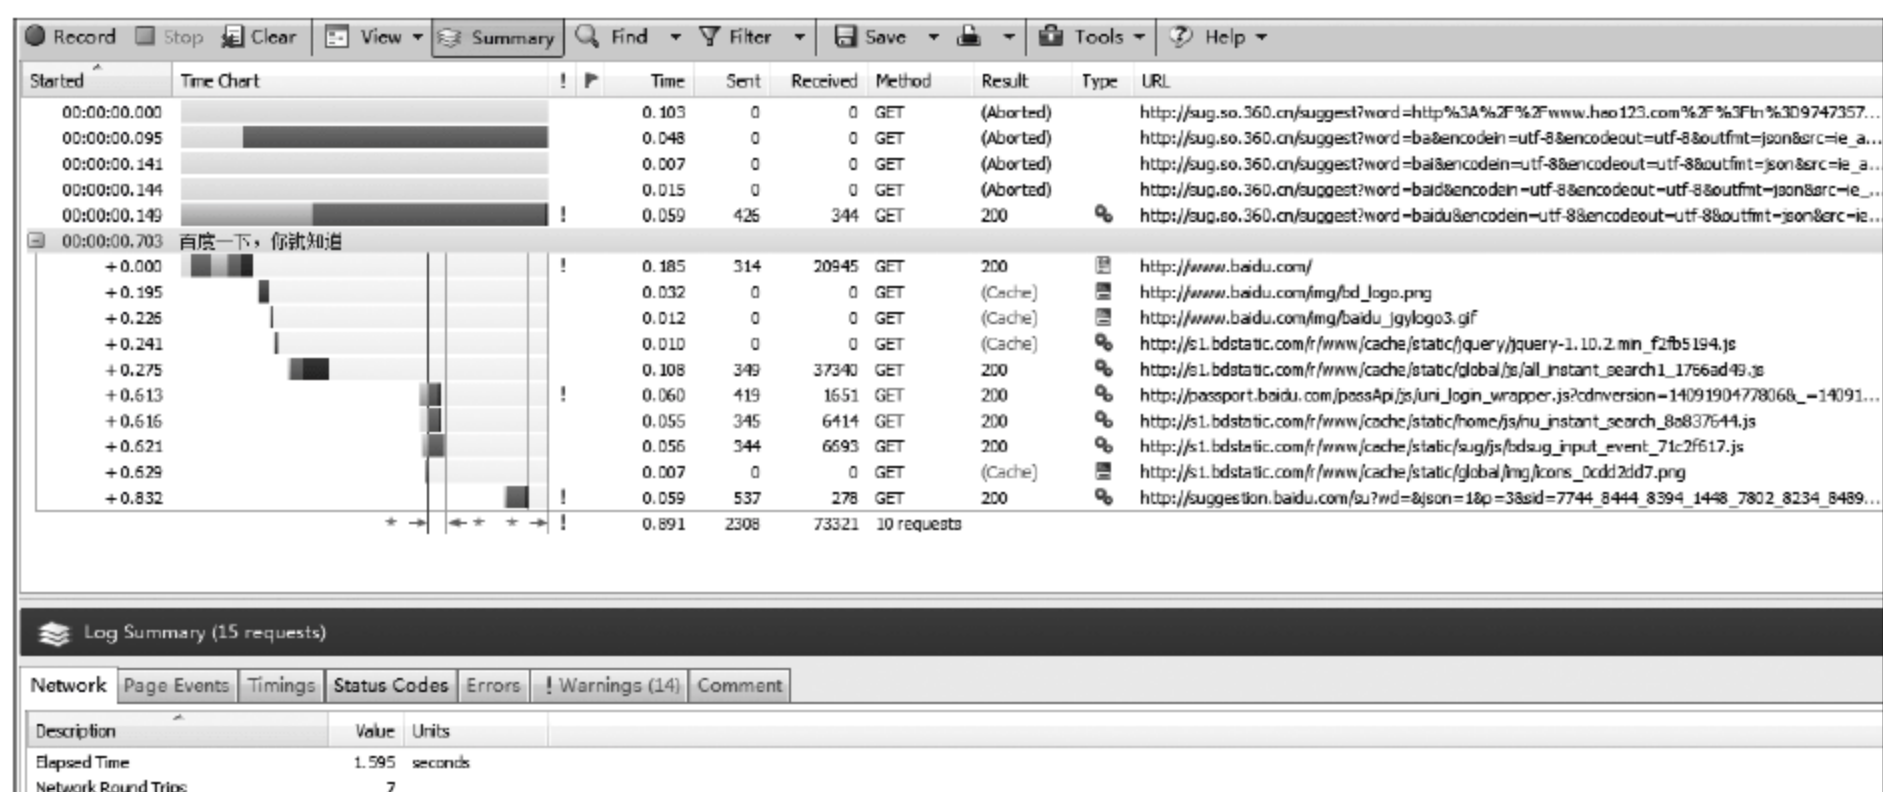 Record Stop Clear View Summary Find Filter Save Tools Help
Started Time Chart ! Time Sent Received Method Result Type URL
00:00:00.000 0.103 0 0 GET (Aborted) http://sug.so.360.cn/suggest?word=http%3A%2F%2Fwww.hao123.com%2F%3Ftn%3D9747357...
00:00:00.095 0.048 0 0 GET (Aborted) http://sug.so.360.cn/suggest?word=ba&encodein=utf-8&encodeout=utf-8&outfmt=json&src=ie_a...
00:00:00.141 0.007 0 0 GET (Aborted) http://sug.so.360.cn/suggest?word=bai&encodein=utf-8&encodeout=utf-8&outfmt=json&src=ie_a...
00:00:00.144 0.015 0 0 GET (Aborted) http://sug.so.360.cn/suggest?word=baid&encodein=utf-8&encodeout=utf-8&outfmt=json&src=ie_...
00:00:00.149 ! 0.059 426 344 GET 200 http://sug.so.360.cn/suggest?word=baidu&encodein=utf-8&encodeout=utf-8&outfmt=json&src=ie...
00:00:00.703 百度一下，你就知道
+0.000 ! 0.185 314 20945 GET 200 http://www.baidu.com/
+0.195 0.032 0 0 GET (Cache) http://www.baidu.com/img/bd_logo.png
+0.226 0.012 0 0 GET (Cache) http://www.baidu.com/img/baidu_jgylogo3.gif
+0.241 0.010 0 0 GET (Cache) http://s1.bdstatic.com/r/www/cache/static/jquery/jquery-1.10.2.min_f2fb5194.js
+0.275 0.108 349 37340 GET 200 http://s1.bdstatic.com/r/www/cache/static/global/js/all_instant_search1_1766ad49.js
+0.613 ! 0.060 419 1651 GET 200 http://passport.baidu.com/passApi/js/uni_login_wrapper.js?cdnversion=1409190477806&_=14091...
+0.616 0.055 345 6414 GET 200 http://s1.bdstatic.com/r/www/cache/static/home/js/nu_instant_search_8a837644.js
+0.621 0.056 344 6693 GET 200 http://s1.bdstatic.com/r/www/cache/static/sug/js/bdsug_input_event_71c2f617.js
+0.629 0.007 0 0 GET (Cache) http://s1.bdstatic.com/r/www/cache/static/global/img/icons_0cdd2dd7.png
+0.832 ! 0.059 537 278 GET 200 http://suggestion.baidu.com/su?wd=&json=1&p=3&sid=7744_8444_8394_1448_7802_8234_8489...
! 0.891 2308 73321 10 requests
Log Summary (15 requests)
Network Page Events Timings Status Codes Errors ! Warnings (14) Comment
Description Value Units
Elapsed Time 1.595 seconds
Network Round Trips 7